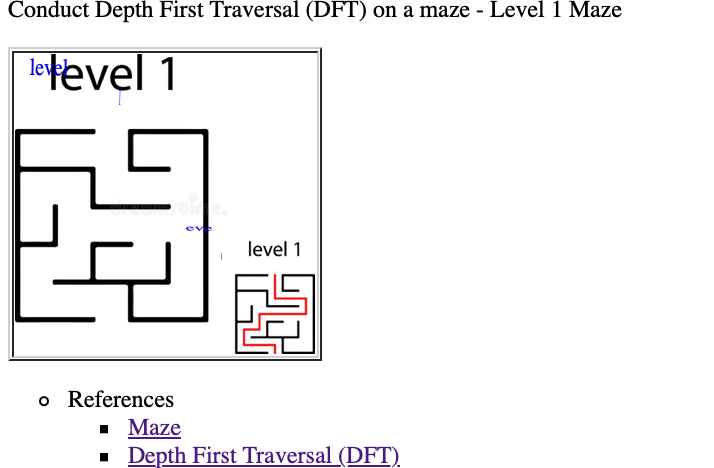 Conduct Depth First Traversal (DFT) on a maze - Level 1 Maze
level
level 1
dreamstime.
eve
level 1
References
Maze
Depth First Traversal (DFT)